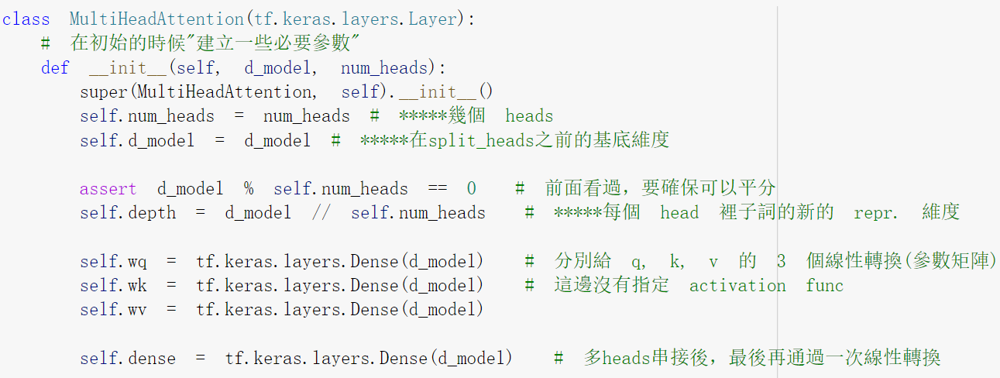 class MultiHeadAttention(tf.keras.layers.Layer):
# 在初始的時候"建立一些必要參數"
def __init__(self, d_model, num_heads):
super(MultiHeadAttention, self).__init__()
self.num_heads = num_heads # *****幾個 heads
self.d_model = d_model # *****在split_heads之前的基底維度
assert d_model % self.num_heads == 0 # 前面看過，要確保可以平分
self.depth = d_model // self.num_heads # *****每個 head 裡子詞的新的 repr. 維度
self.wq = tf.keras.layers.Dense(d_model) # 分別給 q, k, v 的 3 個線性轉換(參數矩陣)
self.wk = tf.keras.layers.Dense(d_model) # 這邊沒有指定 activation func
self.wv = tf.keras.layers.Dense(d_model)
self.dense = tf.keras.layers.Dense(d_model) # 多heads串接後，最後再通過一次線性轉換